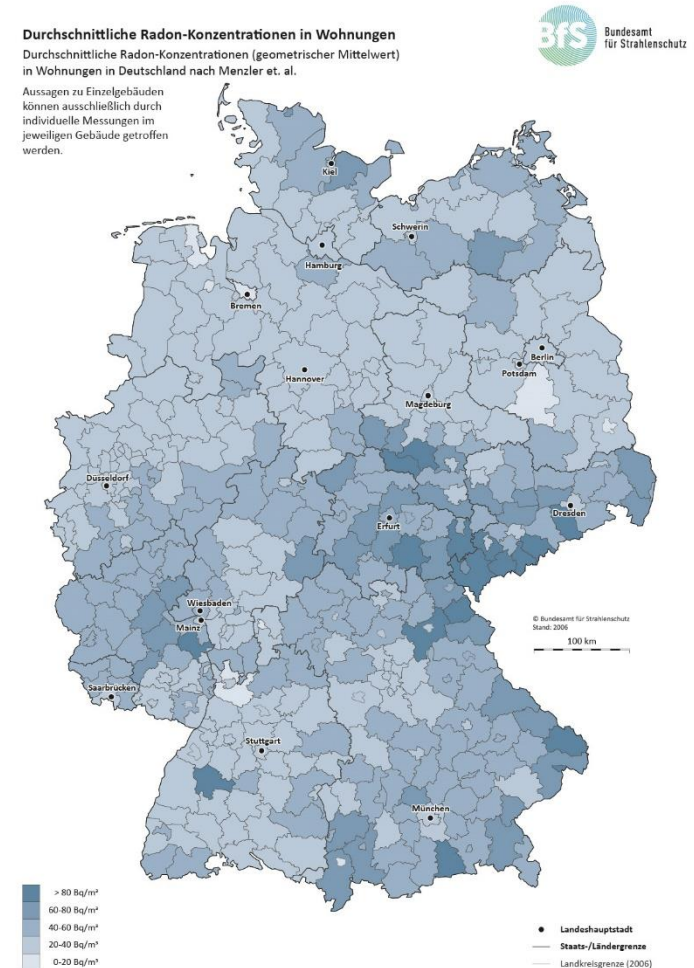 Durchschnittliche Radon-Konzentrationen in Wohnungen
Durchschnittliche Radon-Konzentrationen (geometrischer Mittelwert)
in Wohnungen in Deutschland nach Menzler et. al.
Aussagen zu Einzelgebäuden
können ausschließlich durch
individuelle Messungen im
jeweiligen Gebäude getroffen
werden.
BfS
Bundesamt
für Strahlenschutz
Kiel
Schwerin
Hamburg
Bremen
Berlin
Potsdam
Hannover
Magdeburg
Düsseldorf
Dresden
Erfurt
Wiesbaden
Mainz
© Bundesamt für Strahlenschutz
Stand: 2006
100 km
Saarbrücken
Stuttgart
München
> 80 Bq/m³
60-80 Bq/m³
40-60 Bq/m³
20-40 Bq/m³
0-20 Bq/m³
Landeshauptstadt
Staats-/Ländergrenze
Landkreisgrenze (2006)